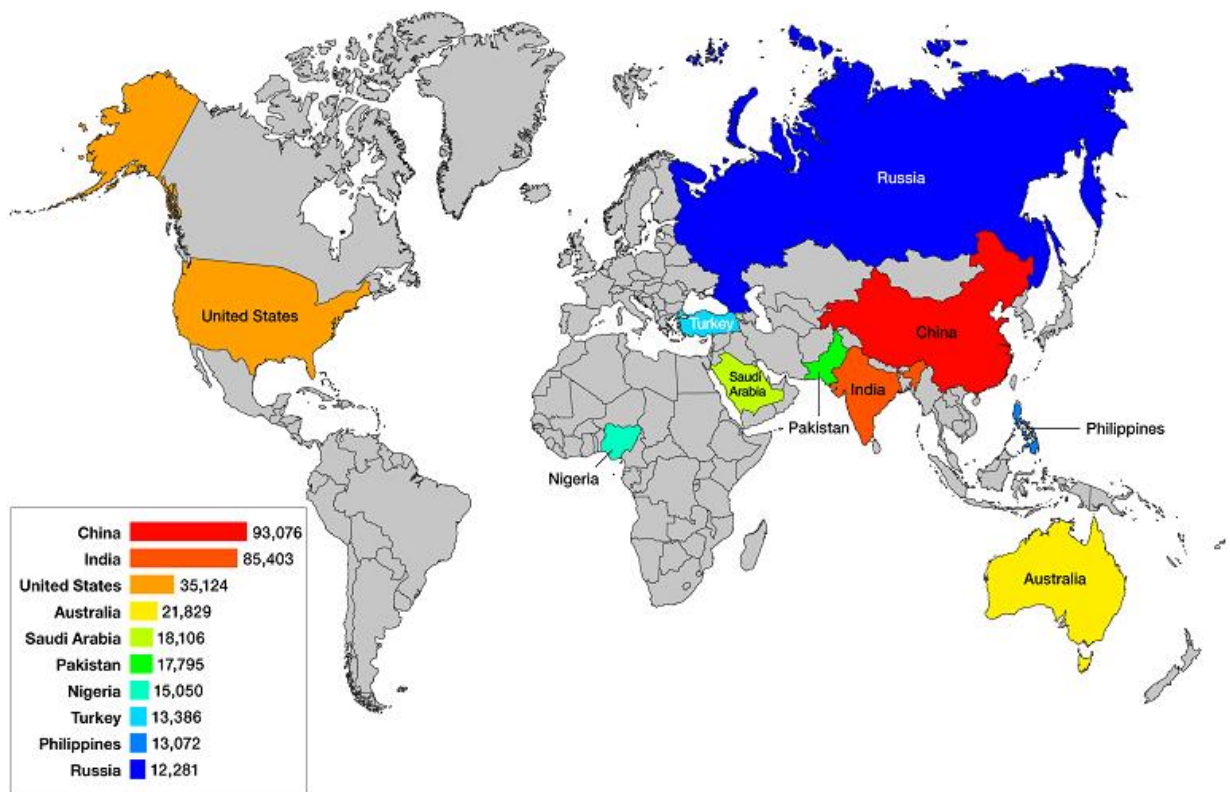 Russia
United States
Turkey
China
Saudi
Arabia
India
Pakistan
Philippines
Nigeria
Australia
China 93,076
India 85,403
United States 35,124
Australia 21,829
Saudi Arabia 18,106
Pakistan 17,795
Nigeria 15,050
Turkey 13,386
Philippines 13,072
Russia 12,281